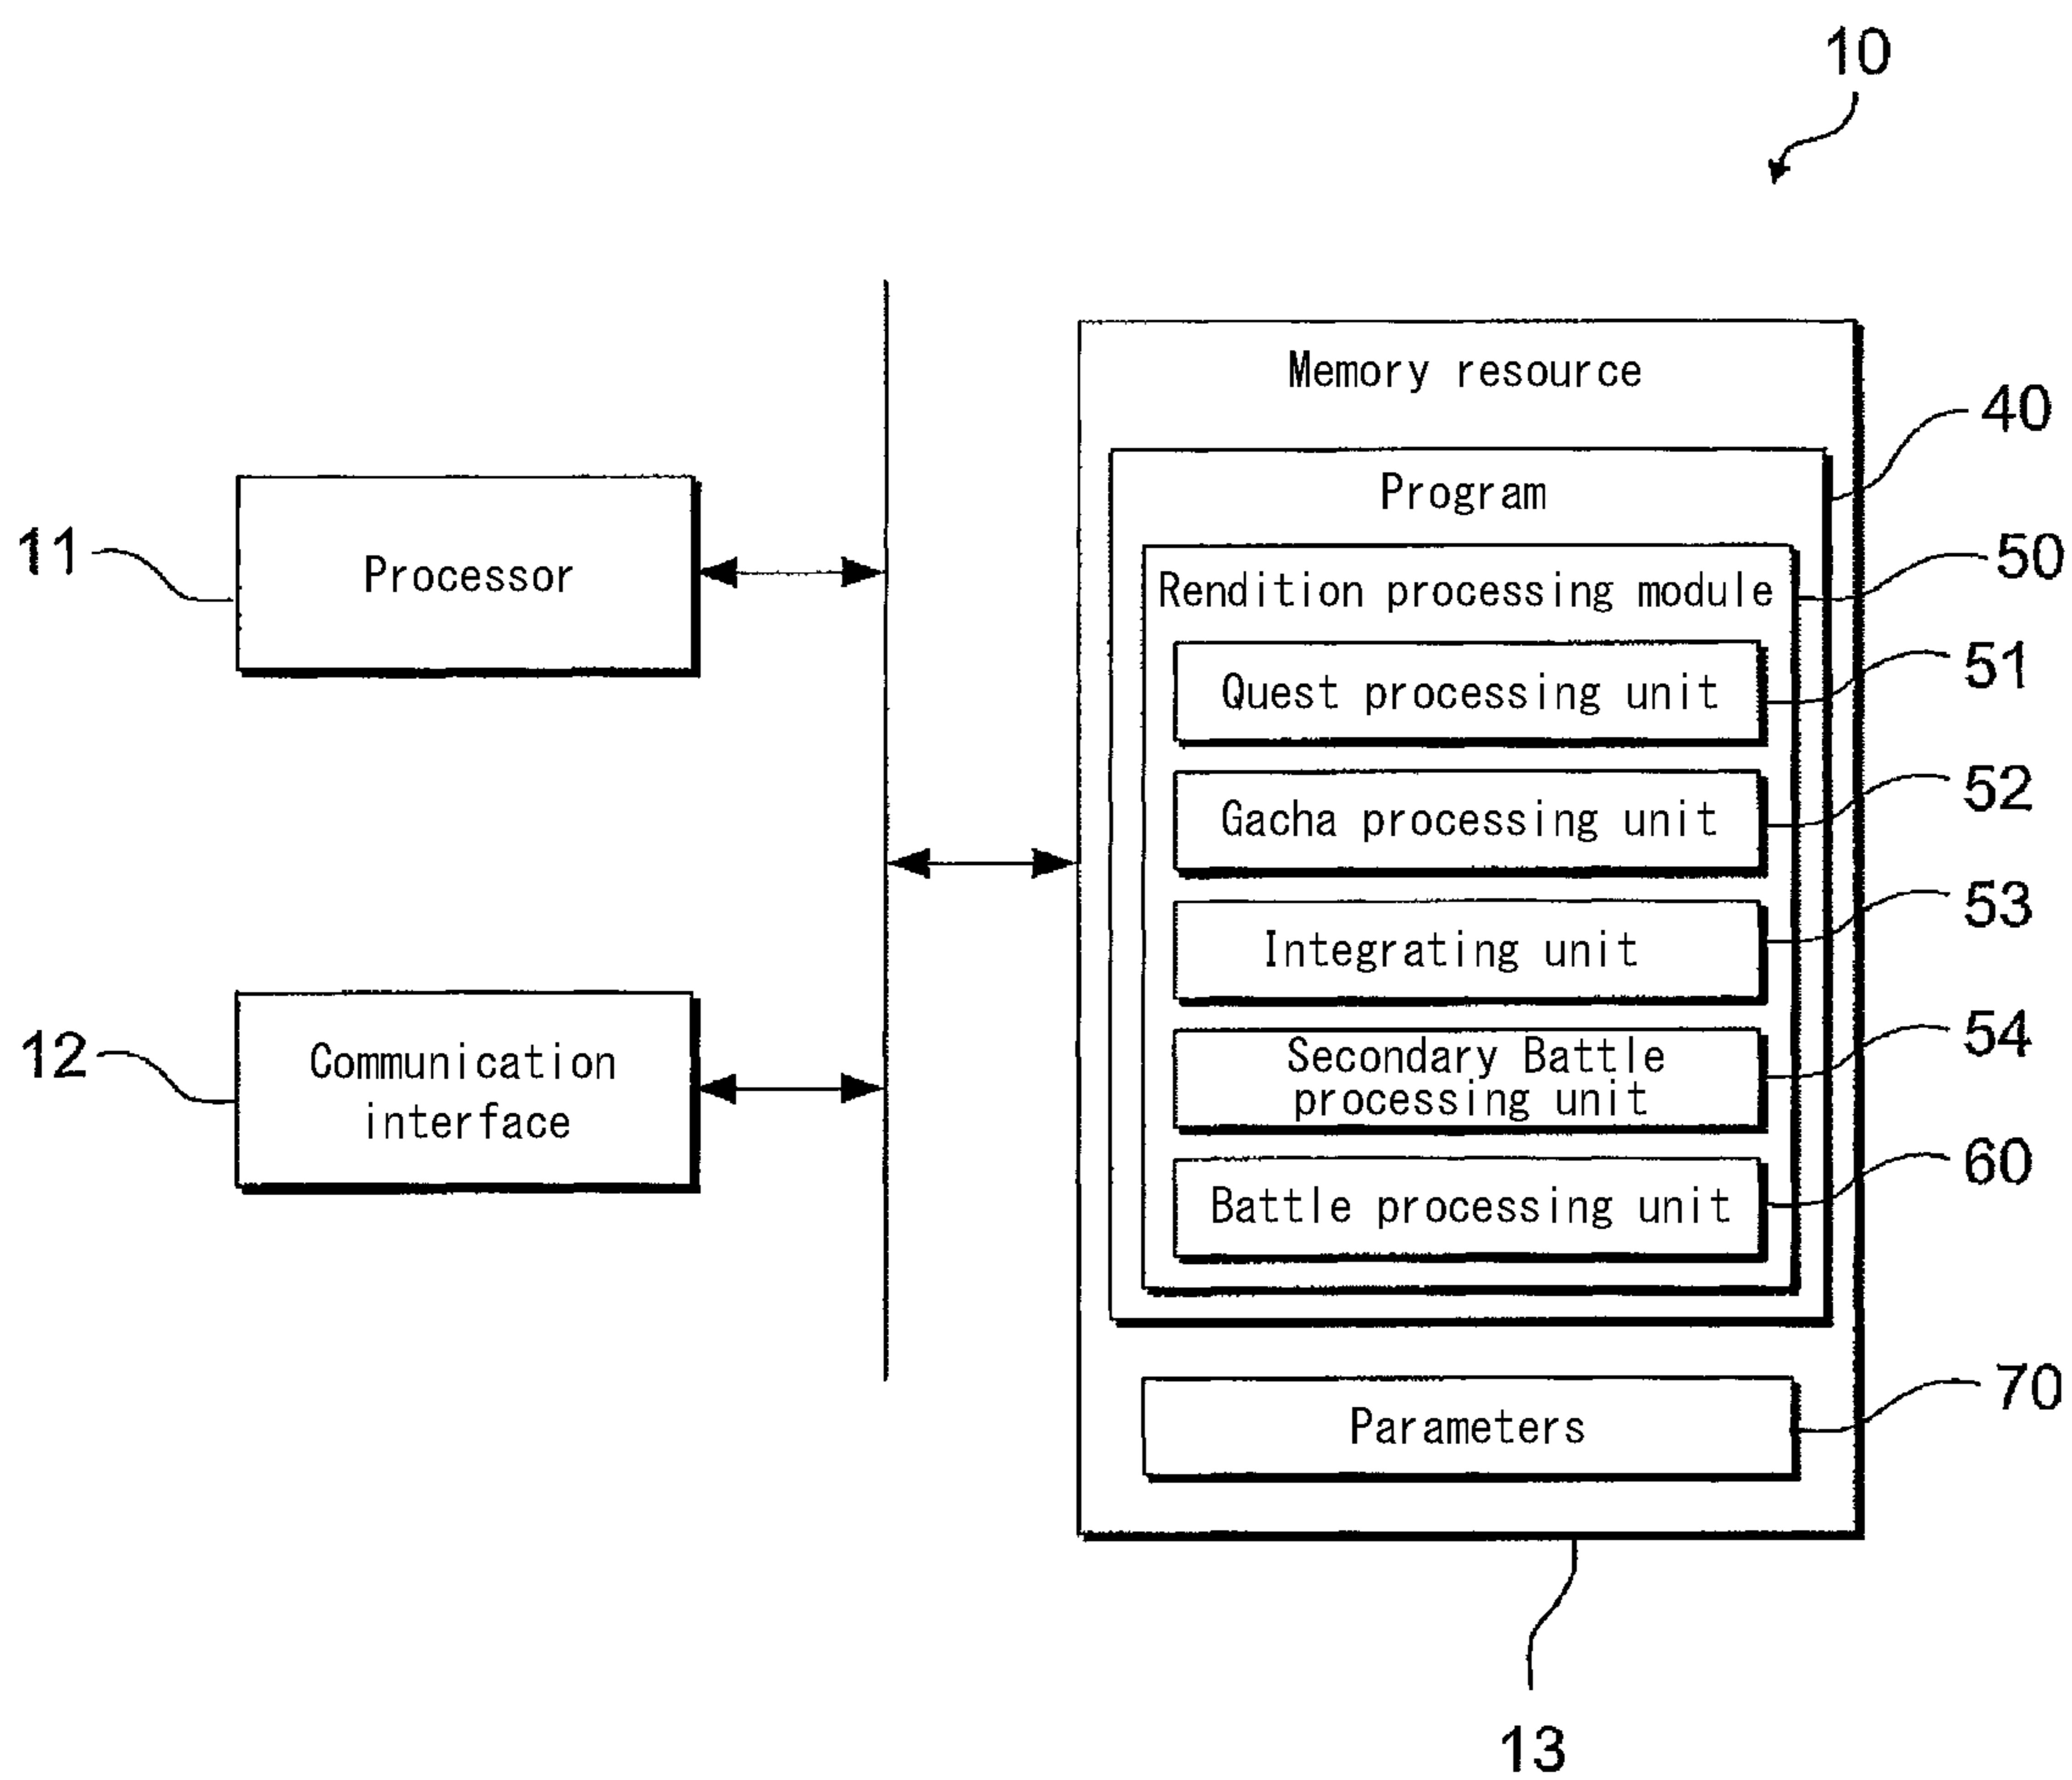 10
Memory resource
40
Program
50
Rendition processing module
11
Processor
51
Quest processing unit
52
Gacha processing unit
53
Integrating unit
12
Communication
interface
54
Secondary Battle
processing unit
60
Battle processing unit
70
Parameters
13